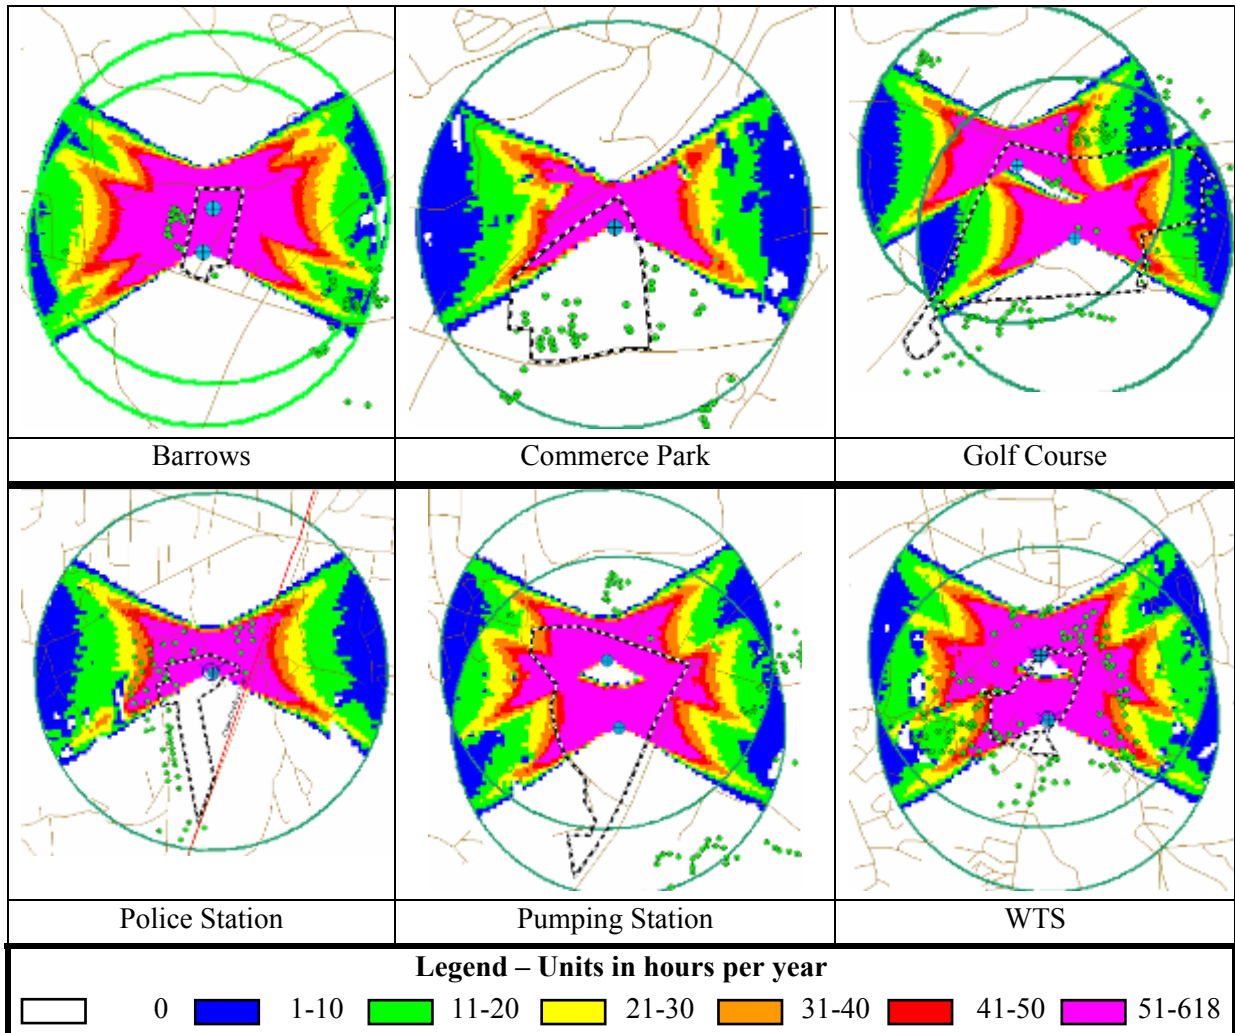 Barrows Commerce Park Golf Course
Police Station Pumping Station WTS
Legend – Units in hours per year
0 1-10 11-20 21-30 31-40 41-50 51-618